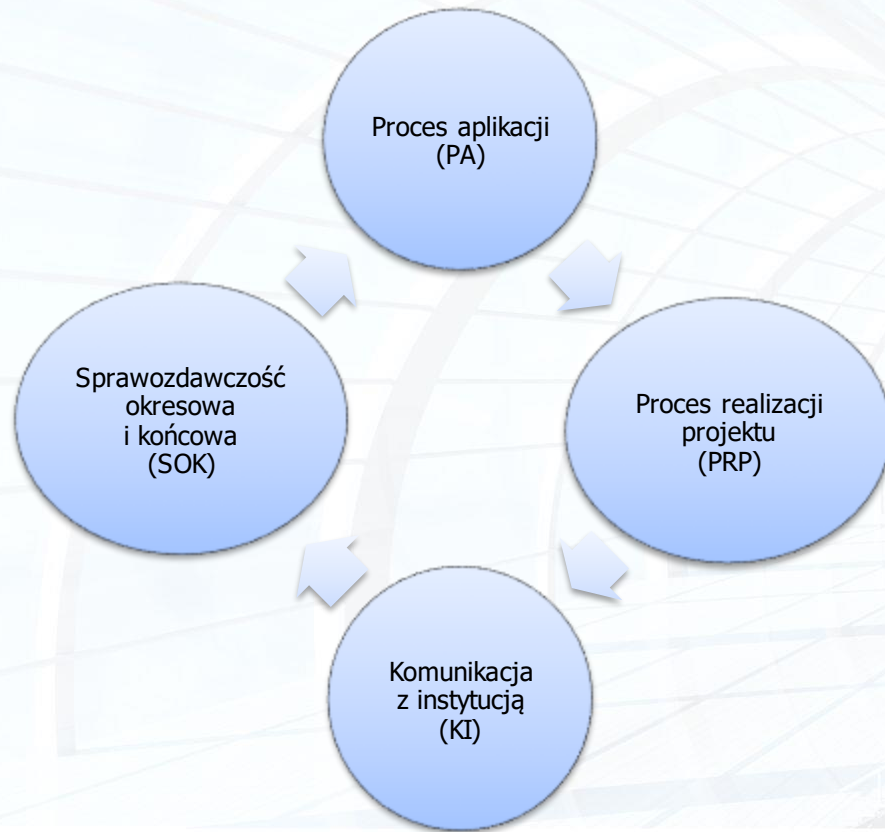 Proces aplikacji
(PA)
Proces realizacji
projektu
(PRP)
Komunikacja
z instytucją
(KI)
Sprawozdawczość
okresowa
i końcowa
(SOK)